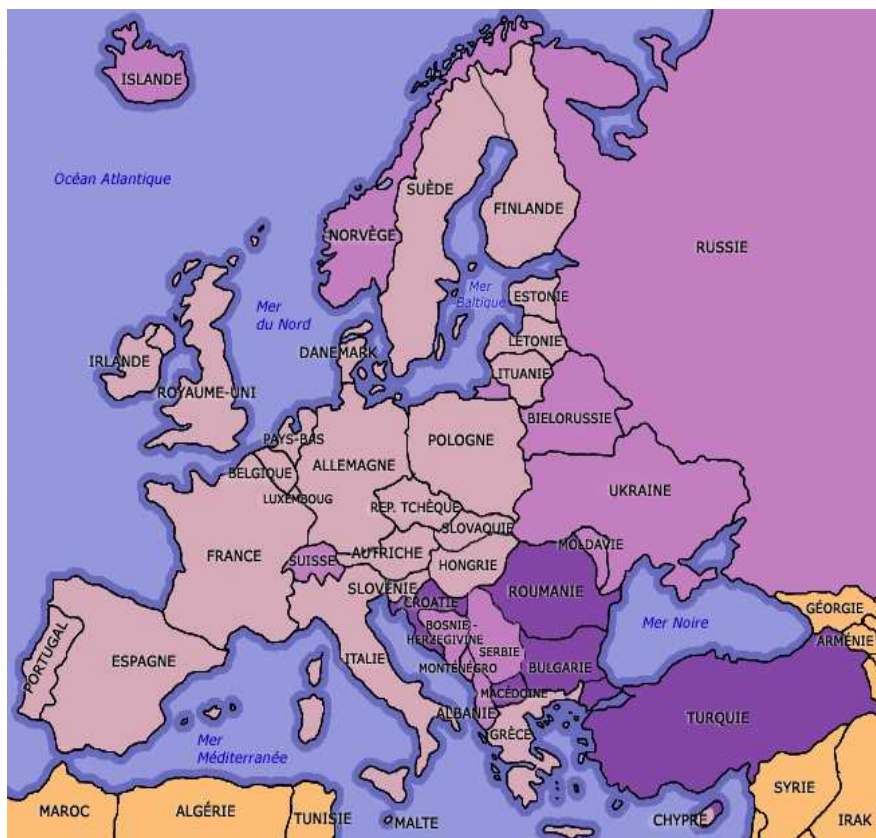 ISLANDE
Océan Atlantique
SUÈDE
FINLANDE
NORVÈGE
RUSSIE
Mer
Baltique
ESTONIE
Mer
du Nord
LETONIE
DANEMARK
IRLANDE
LITUANIE
ROYAUME-UNI
BIELORUSSIE
PAYS-BAS
POLOGNE
ALLEMAGNE
BELGIQUE
UKRAINE
LUXEMBOUG
REP. TCHÈQUE
SLOVAQUIE
MOLDAVIE
FRANCE
AUTRICHE
SUISSE
HONGRIE
SLOVÉNIE
ROUMANIE
CROATIE
GÉORGIE
BOSNIE -
HERZEGIVINE
Mer Noire
PORTUGAL
ARMÉNIE
SERBIE
ESPAGNE
ITALIE
MONTÉNÉGRO
BULGARIE
MACÉDOINE
ALBANIE
TURQUIE
GRÈCE
Mer
Méditerranée
SYRIE
MAROC
ALGÉRIE
TUNISIE
MALTE
CHYPRE
IRAK